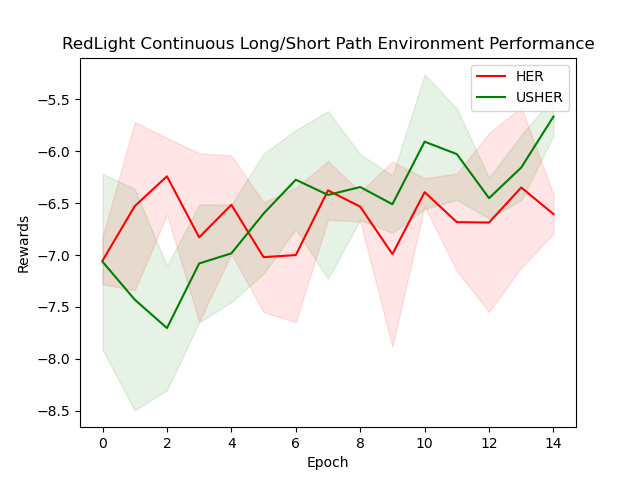 RedLight Continuous Long/Short Path Environment Performance
HER
USHER
Rewards
−5.5
−6.0
−6.5
−7.0
−7.5
−8.0
−8.5
0 2 4 6 8 10 12 14
Epoch